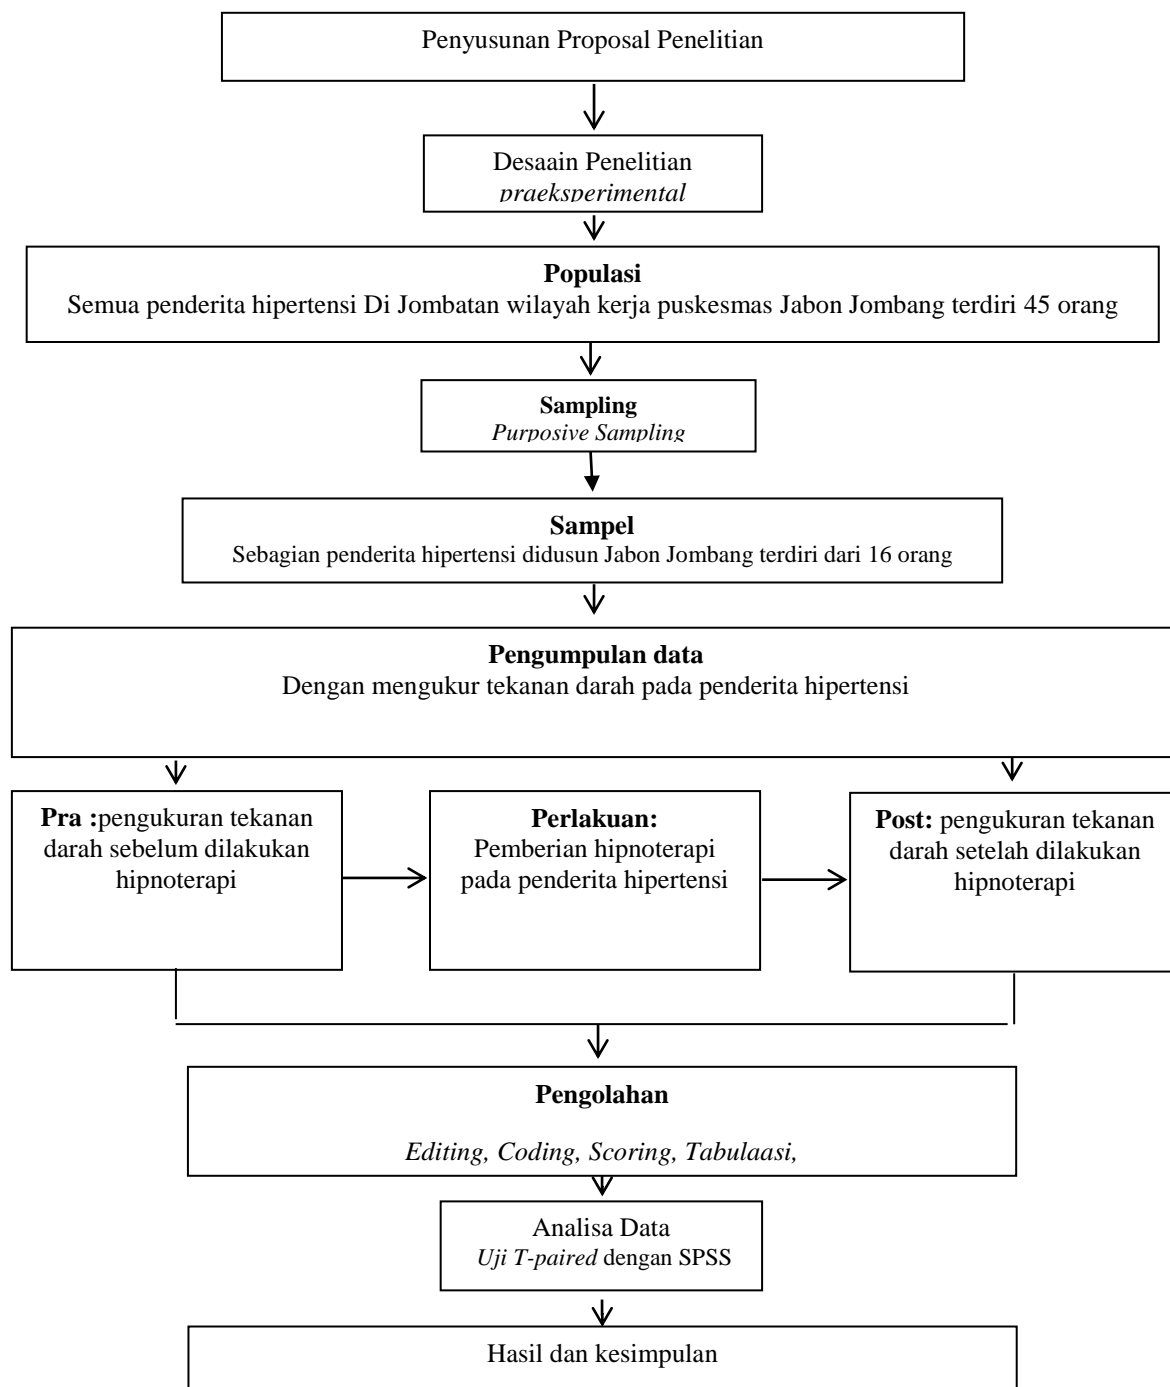 Penyusunan Proposal Penelitian
Desaain Penelitian
praeksperimental
Populasi
Semua penderita hipertensi Di Jombatan wilayah kerja puskesmas Jabon Jombang terdiri 45 orang
Sampling
Purposive Sampling
Sampel
Sebagian penderita hipertensi didusun Jabon Jombang terdiri dari 16 orang
Pengumpulan data
Dengan mengukur tekanan darah pada penderita hipertensi
Pra :pengukuran tekanan
darah sebelum dilakukan
hipnoterapi
Perlakuan:
Pemberian hipnoterapi
pada penderita hipertensi
Post: pengukuran tekanan
darah setelah dilakukan
hipnoterapi
Pengolahan
Editing, Coding, Scoring, Tabulaasi,
Analisa Data
Uji T-paired dengan SPSS
Hasil dan kesimpulan